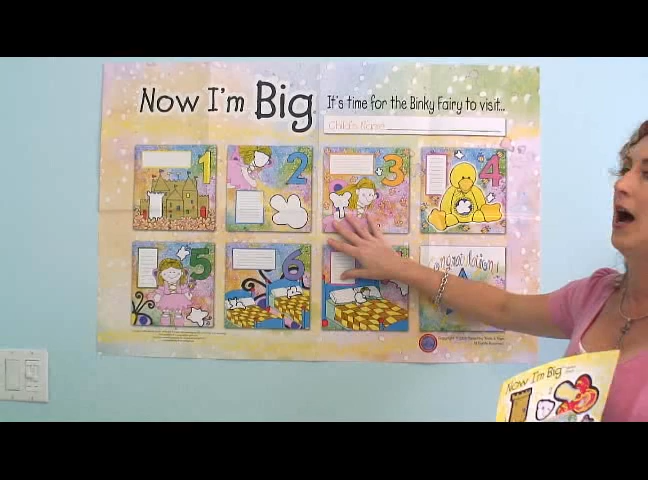 Now I'm Big
It's time for the Binky Fairy to visit...
Child's Name
1
2
3
4
5
6
Congratulations!
Now I'm Big